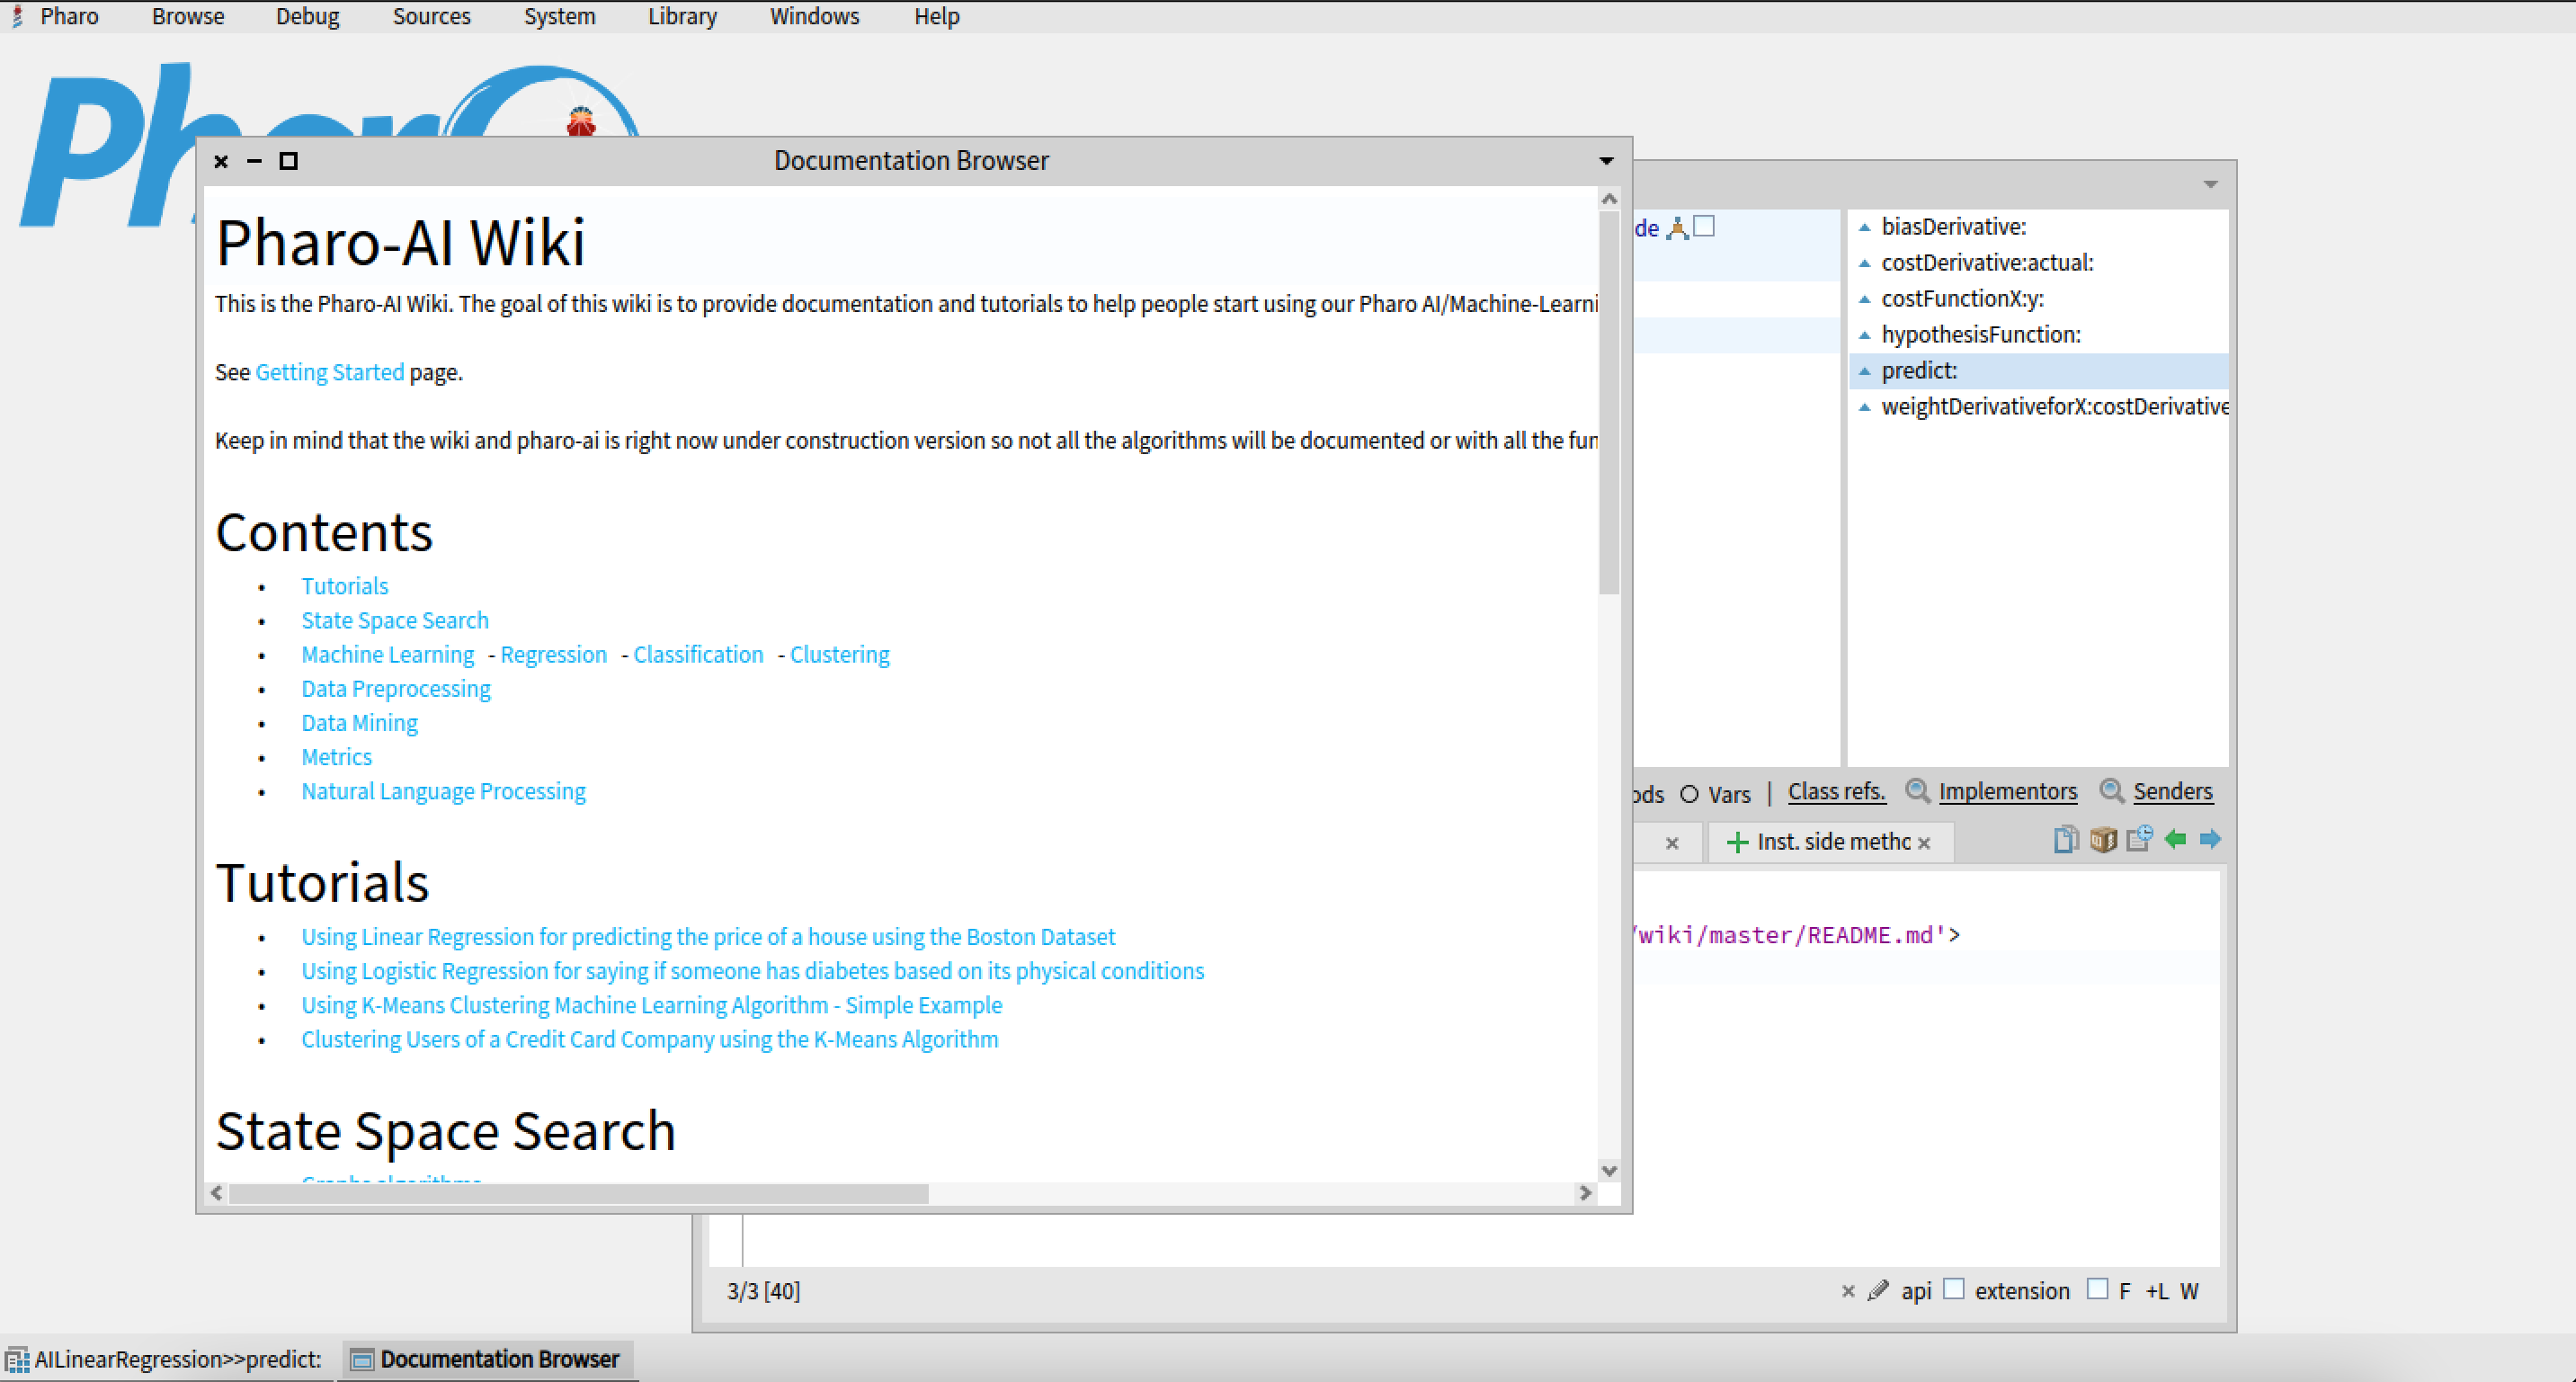 Pharo Browse Debug Sources System Library Windows Help
Documentation Browser
Pharo-AI Wiki
This is the Pharo-AI Wiki. The goal of this wiki is to provide documentation and tutorials to help people start using our Pharo AI/Machine-Learni
See Getting Started page.
Keep in mind that the wiki and pharo-ai is right now under construction version so not all the algorithms will be documented or with all the fun
Contents
• Tutorials
• State Space Search
• Machine Learning - Regression - Classification - Clustering
• Data Preprocessing
• Data Mining
• Metrics
• Natural Language Processing
Tutorials
• Using Linear Regression for predicting the price of a house using the Boston Dataset
• Using Logistic Regression for saying if someone has diabetes based on its physical conditions
• Using K-Means Clustering Machine Learning Algorithm - Simple Example
• Clustering Users of a Credit Card Company using the K-Means Algorithm
State Space Search
de
biasDerivative:
costDerivative:actual:
costFunctionX:y:
hypothesisFunction:
predict:
weightDerivativeforX:costDerivative
ods Vars | Class refs. Implementors Senders
Inst. side methc
/wiki/master/README.md'>
3/3 [40]
api extension F +L W
AILinearRegression>>predict: Documentation Browser